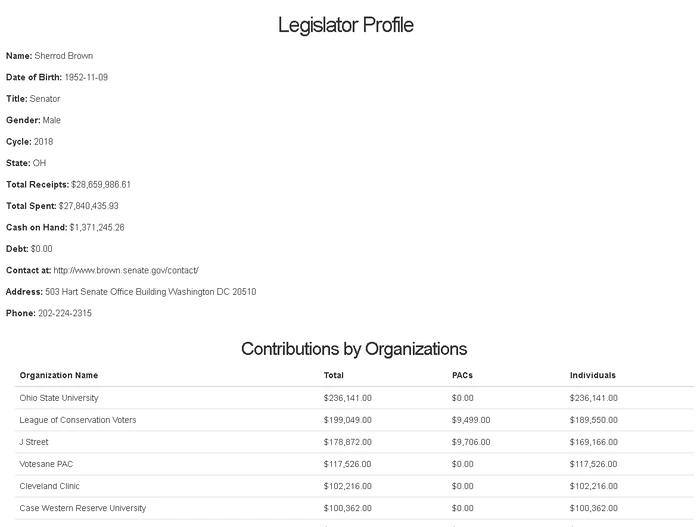 Legislator Profile
Name: Sherrod Brown
Date of Birth: 1952-11-09
Title: Senator
Gender: Male
Cycle: 2018
State: OH
Total Receipts: $28,659,986.61
Total Spent: $27,840,435.93
Cash on Hand: $1,371,245.26
Debt: $0.00
Contact at: http://www.brown.senate.gov/contact/
Address: 503 Hart Senate Office Building Washington DC 20510
Phone: 202-224-2315
Contributions by Organizations
Organization Name Total PACs Individuals
Ohio State University $236,141.00 $0.00 $236,141.00
League of Conservation Voters $199,049.00 $9,499.00 $189,550.00
J Street $178,872.00 $9,706.00 $169,166.00
Votesane PAC $117,526.00 $0.00 $117,526.00
Cleveland Clinic $102,216.00 $0.00 $102,216.00
Case Western Reserve University $100,362.00 $0.00 $100,362.00